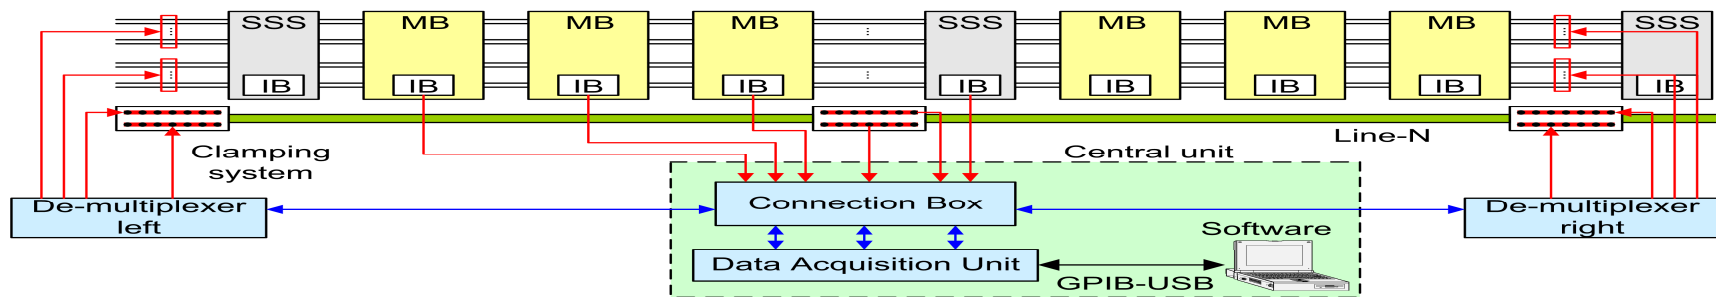 SSS MB MB MB SSS MB MB MB SSS
IB IB IB IB IB IB IB IB IB
Line-N
Clamping
system
Central unit
De-multiplexer
left
Connection Box
De-multiplexer
right
Software
Data Acquisition Unit
GPIB-USB